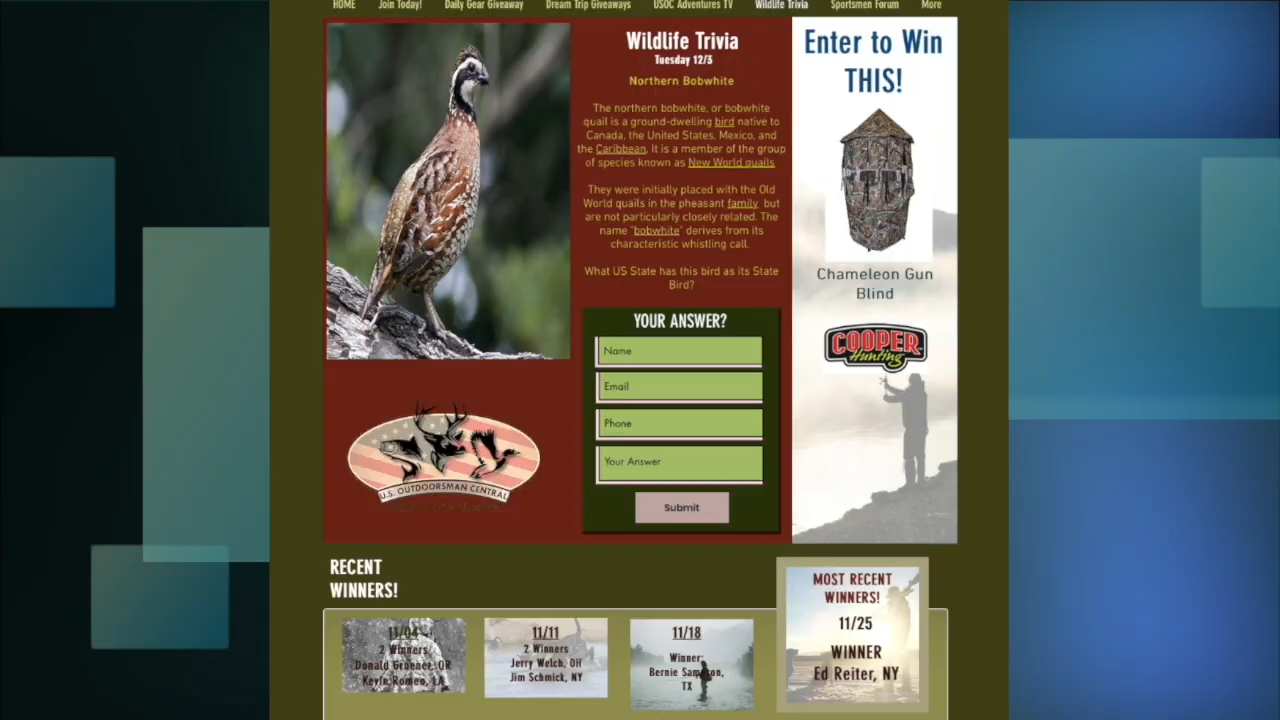 HOME Join Today! Daily Gear Giveaway Dream Trip Giveaways USOC Adventures TV Wildlife Trivia Sportsmen Forum More
Wildlife Trivia
Tuesday 12/3
Northern Bobwhite
The northern bobwhite, or bobwhite
quail is a ground-dwelling bird native to
Canada, the United States, Mexico, and
the Caribbean. It is a member of the group
of species known as New World quails
They were initially placed with the Old
World quails in the pheasant family but
are not particularly closely related. The
name "bobwhite" derives from its
characteristic whistling call.
What US State has this bird as its State
Bird?
YOUR ANSWER?
Name
Email
Phone
Your Answer
Submit
Enter to Win
THIS!
Chameleon Gun
Blind
COOPER
Hunting
U.S. OUTDOORSMAN CENTRAL
RECENT
WINNERS!
11/04
2 Winners
Donald Groener, OR
Kevin Romeo, LA
11/11
2 Winners
Jerry Welch, OH
Jim Schmick, NY
11/18
Winner:
Bernie Sampson,
TX
MOST RECENT
WINNERS!
11/25
WINNER
Ed Reiter, NY